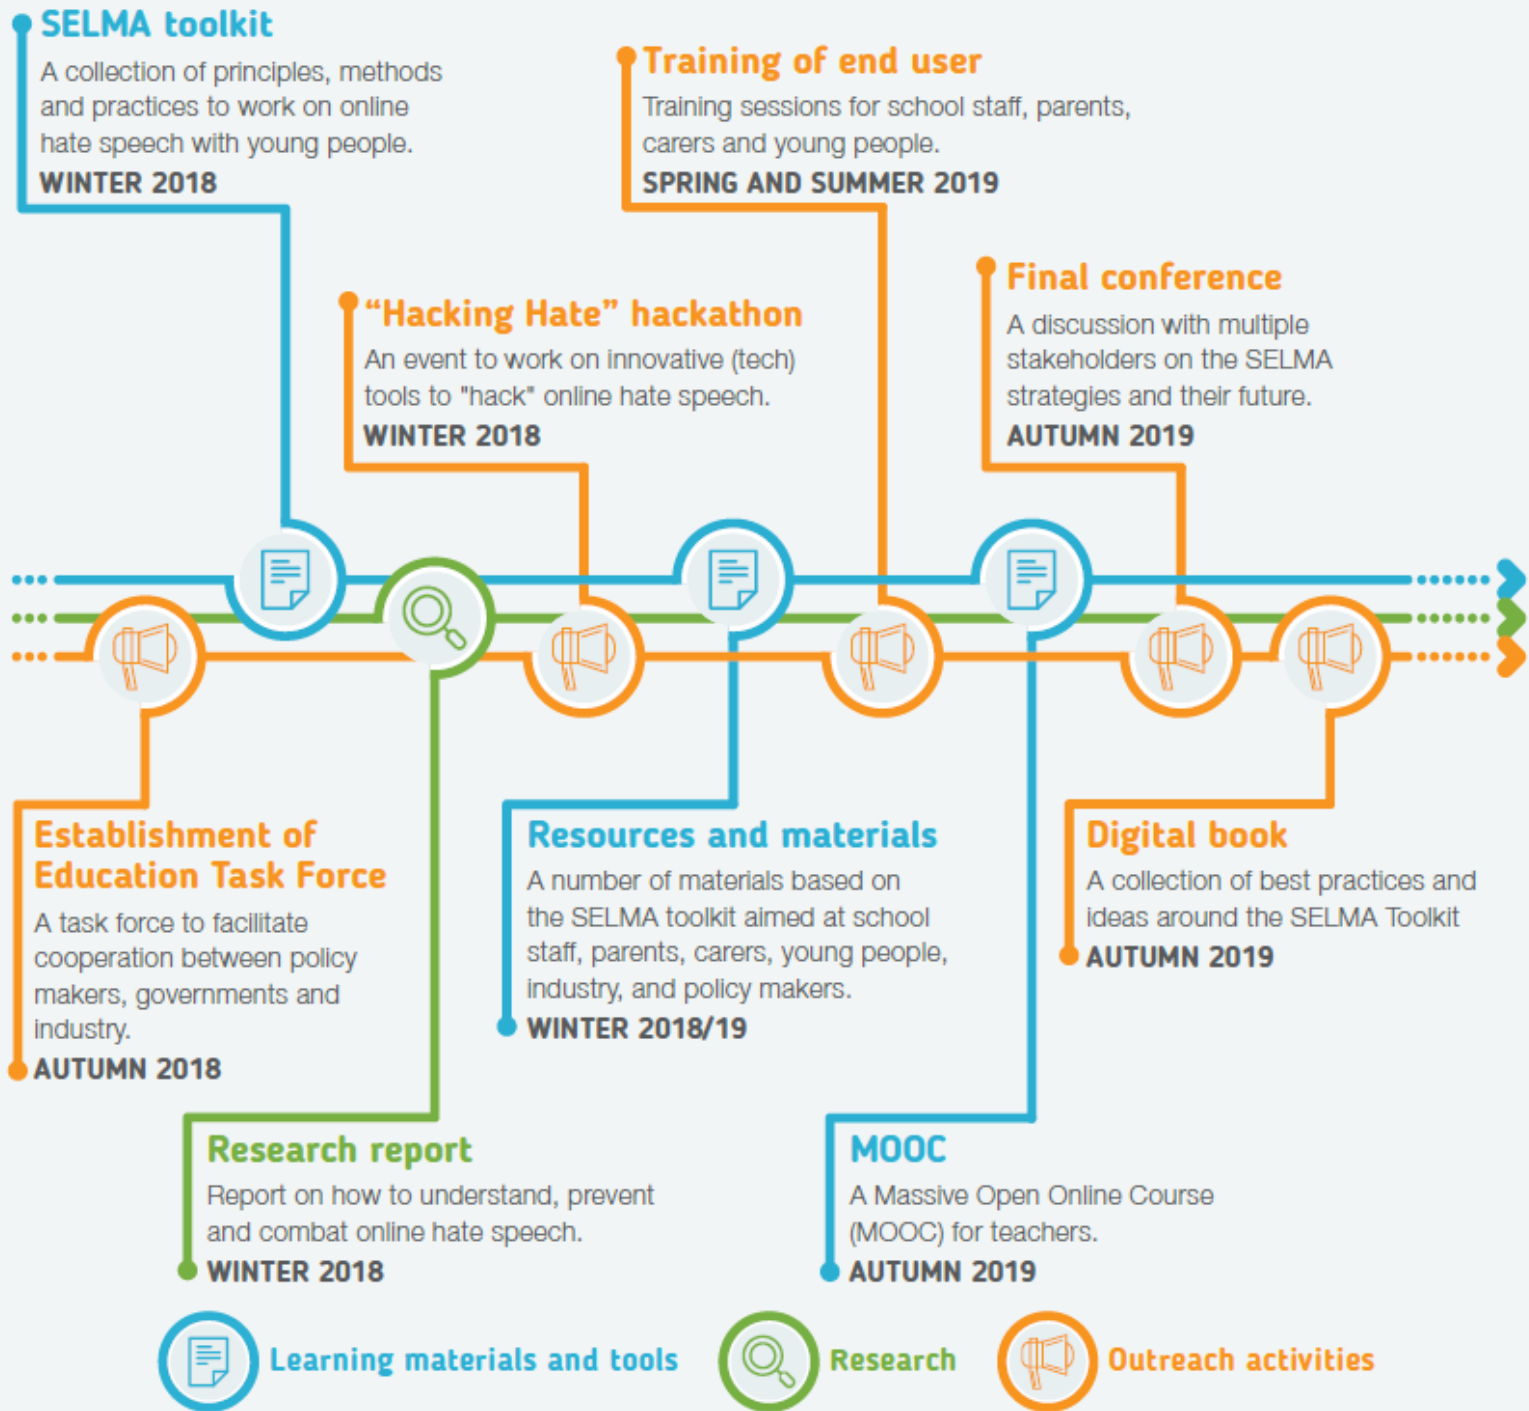 SELMA toolkit
A collection of principles, methods
and practices to work on online
hate speech with young people.
WINTER 2018
Training of end user
Training sessions for school staff, parents,
carers and young people.
SPRING AND SUMMER 2019
“Hacking Hate” hackathon
An event to work on innovative (tech)
tools to "hack" online hate speech.
WINTER 2018
Final conference
A discussion with multiple
stakeholders on the SELMA
strategies and their future.
AUTUMN 2019
Establishment of
Education Task Force
A task force to facilitate
cooperation between policy
makers, governments and
industry.
AUTUMN 2018
Resources and materials
A number of materials based on
the SELMA toolkit aimed at school
staff, parents, carers, young people,
industry, and policy makers.
WINTER 2018/19
Digital book
A collection of best practices and
ideas around the SELMA Toolkit
AUTUMN 2019
Research report
Report on how to understand, prevent
and combat online hate speech.
WINTER 2018
MOOC
A Massive Open Online Course
(MOOC) for teachers.
AUTUMN 2019
Learning materials and tools
Research
Outreach activities